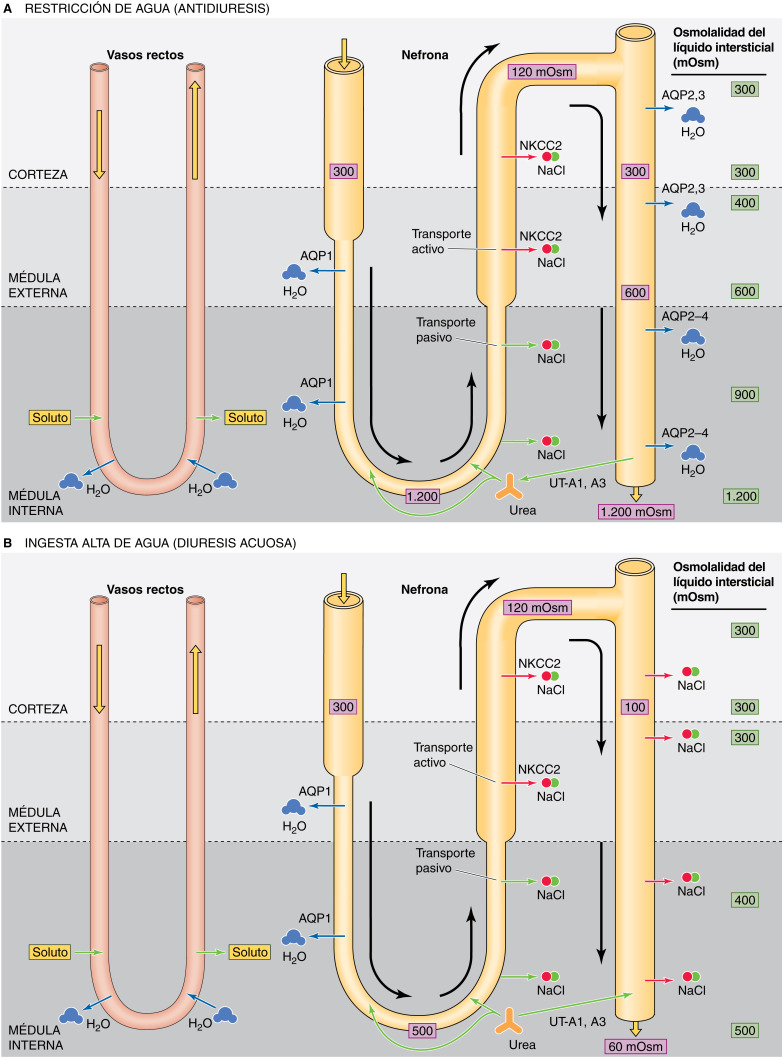 A RESTRICCIÓN DE AGUA (ANTIDIURESIS)
Vasos rectos
Nefrona
Osmolalidad del
líquido intersticial
(mOsm)
120 mOsm
300
AQP2,3
H2O
NKCC2
NaCl
CORTEZA
300
300
300
AQP2,3
400
H2O
Transporte
activo
NKCC2
NaCl
AQP1
H2O
MÉDULA
EXTERNA
600
600
Transporte
pasivo
NaCl
AQP2–4
H2O
AQP1
H2O
900
Soluto
Soluto
NaCl
AQP2–4
H2O
H2O
H2O
UT-A1, A3
MÉDULA
INTERNA
1.200
Urea
1.200 mOsm
1.200
B INGESTA ALTA DE AGUA (DIURESIS ACUOSA)
Vasos rectos
Nefrona
Osmolalidad del
líquido intersticial
(mOsm)
120 mOsm
300
NKCC2
NaCl
NaCl
CORTEZA
300
100
300
300
NaCl
Transporte
activo
NKCC2
NaCl
AQP1
H2O
MÉDULA
EXTERNA
Transporte
pasivo
NaCl
NaCl
400
AQP1
H2O
Soluto
Soluto
NaCl
NaCl
H2O
H2O
UT-A1, A3
MÉDULA
INTERNA
500
Urea
60 mOsm
500